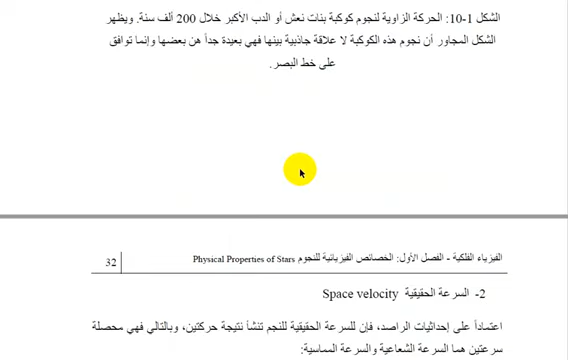 الشكل 1-10: الحركة الزاوية لنجوم كوكبة بنات نعش أو الدب الأكبر خلال 200 ألف سنة. ويظهر
الشكل المجاور أن نجوم هذه الكوكبة لا علاقة جاذبية بينها فهي بعيدة جداً هن بعضها وإنما توافق
على خط البصر.
الفيزياء الفلكية - الفصل الأول: الخصائص الفيزيائية للنجوم Physical Properties of Stars 32
2- السرعة الحقيقية Space velocity
اعتماداً على إحداثيات الراصد، فإن للسرعة الحقيقية للنجم تنشأ نتيجة حركتين، وبالتالي فهي محصلة
سرعتين هما السرعة الشعاعية والسرعة المماسية: